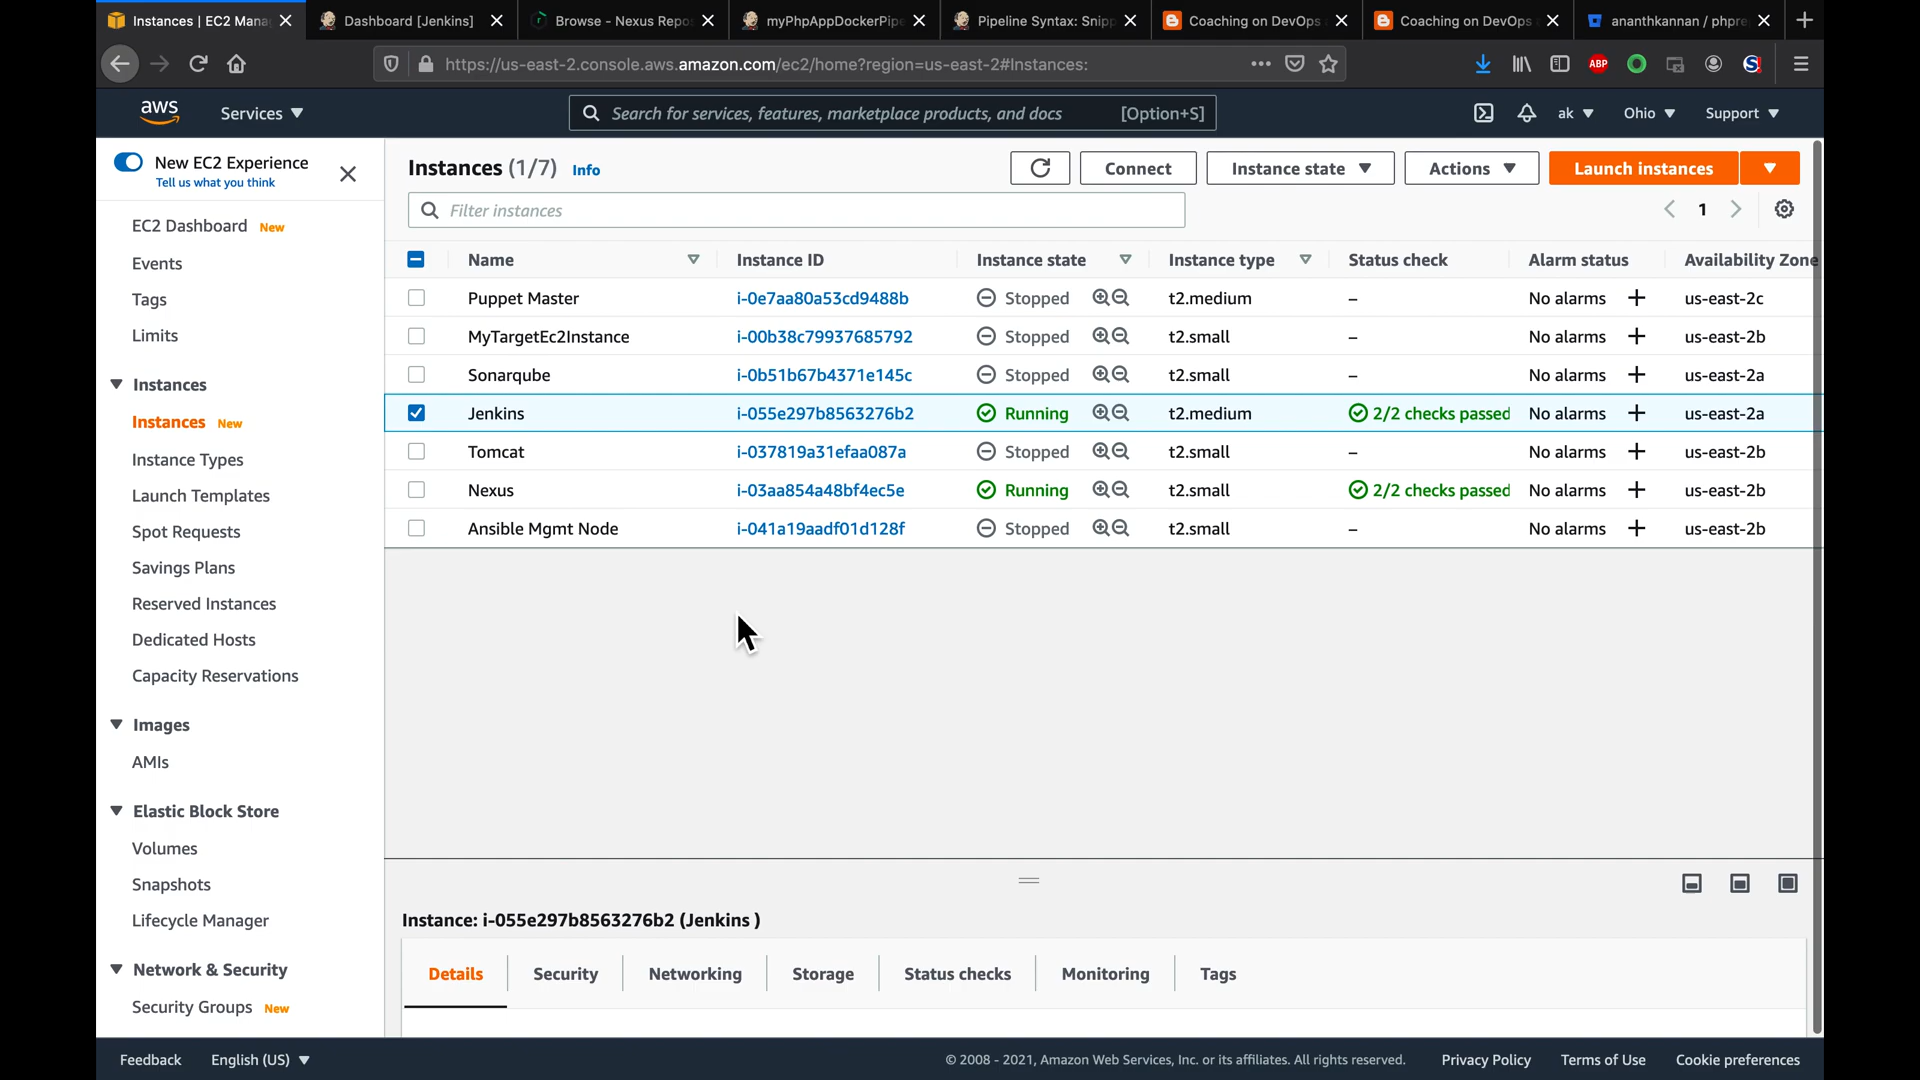 Instances | EC2 Mana
Dashboard [Jenkins]
Browse - Nexus Repo
myPhpAppDockerPipe
Pipeline Syntax: Snipp
Coaching on DevOps
Coaching on DevOps
ananthkannan / phpre
https://us-east-2.console.aws.amazon.com/ec2/home?region=us-east-2#Instances:
ABP
aws
Services
Search for services, features, marketplace products, and docs
[Option+S]
ak
Ohio
Support
New EC2 Experience
Tell us what you think
EC2 Dashboard New
Events
Tags
Limits
Instances
Instances New
Instance Types
Launch Templates
Spot Requests
Savings Plans
Reserved Instances
Dedicated Hosts
Capacity Reservations
Images
AMIs
Elastic Block Store
Volumes
Snapshots
Lifecycle Manager
Network & Security
Security Groups New
Instances (1/7) Info
Connect
Instance state
Actions
Launch instances
Filter instances
1
Name Instance ID Instance state Instance type Status check Alarm status Availability Zone
Puppet Master i-0e7aa80a53cd9488b Stopped t2.medium – No alarms + us-east-2c
MyTargetEc2Instance i-00b38c79937685792 Stopped t2.small – No alarms + us-east-2b
Sonarqube i-0b51b67b4371e145c Stopped t2.small – No alarms + us-east-2a
Jenkins i-055e297b8563276b2 Running t2.medium 2/2 checks passed No alarms + us-east-2a
Tomcat i-037819a31efaa087a Stopped t2.small – No alarms + us-east-2b
Nexus i-03aa854a48bf4ec5e Running t2.small 2/2 checks passed No alarms + us-east-2b
Ansible Mgmt Node i-041a19aadf01d128f Stopped t2.small – No alarms + us-east-2b
Instance: i-055e297b8563276b2 (Jenkins )
Details
Security
Networking
Storage
Status checks
Monitoring
Tags
Feedback
English (US)
© 2008 - 2021, Amazon Web Services, Inc. or its affiliates. All rights reserved.
Privacy Policy
Terms of Use
Cookie preferences